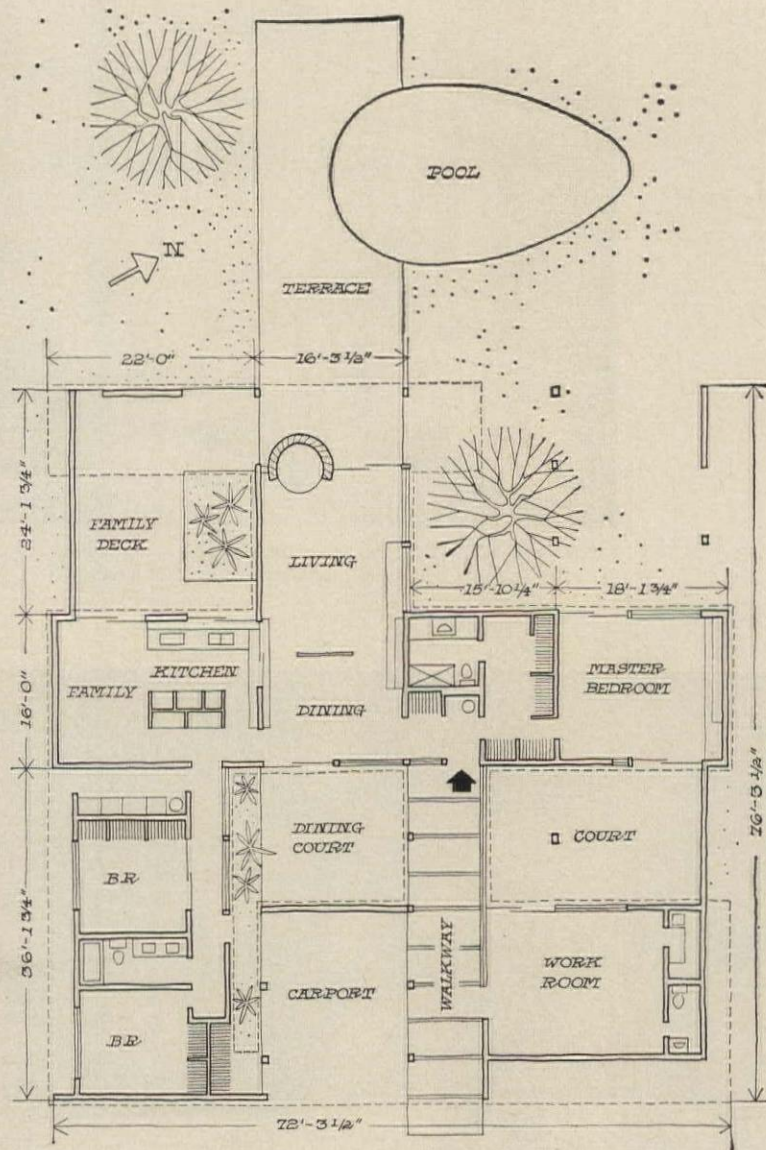 POOL
N
TERRACE
22'-0"
16'-3 1/2"
24'-1 3/4"
FAMILY
DECK
LIVING
15'-10 1/4"
18'-1 3/4"
16'-0"
KITCHEN
FAMILY
DINING
MASTER
BEDROOM
76'-3 1/2"
DINING
COURT
COURT
BR
36'-1 3/4"
WALKWAY
WORK
ROOM
CARPORT
BR
72'-3 1/2"